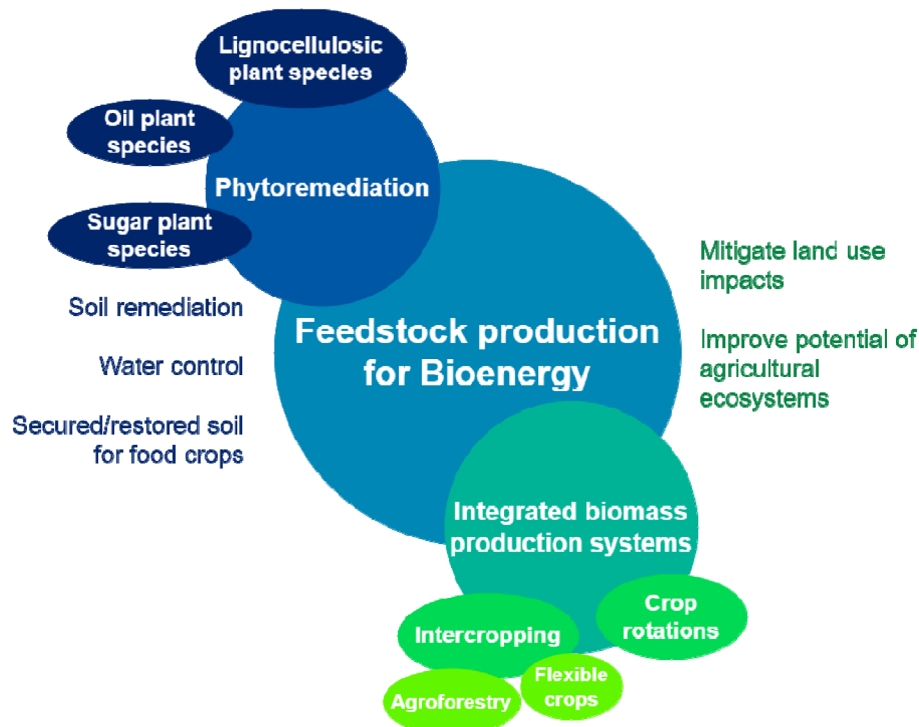 Lignocellulosic
plant species
Oil plant
species
Phytoremediation
Sugar plant
species
Soil remediation
Water control
Secured/restored soil
for food crops
Feedstock production
for Bioenergy
Mitigate land use
impacts
Improve potential of
agricultural
ecosystems
Integrated biomass
production systems
Intercropping
Crop
rotations
Agroforestry
Flexible
crops